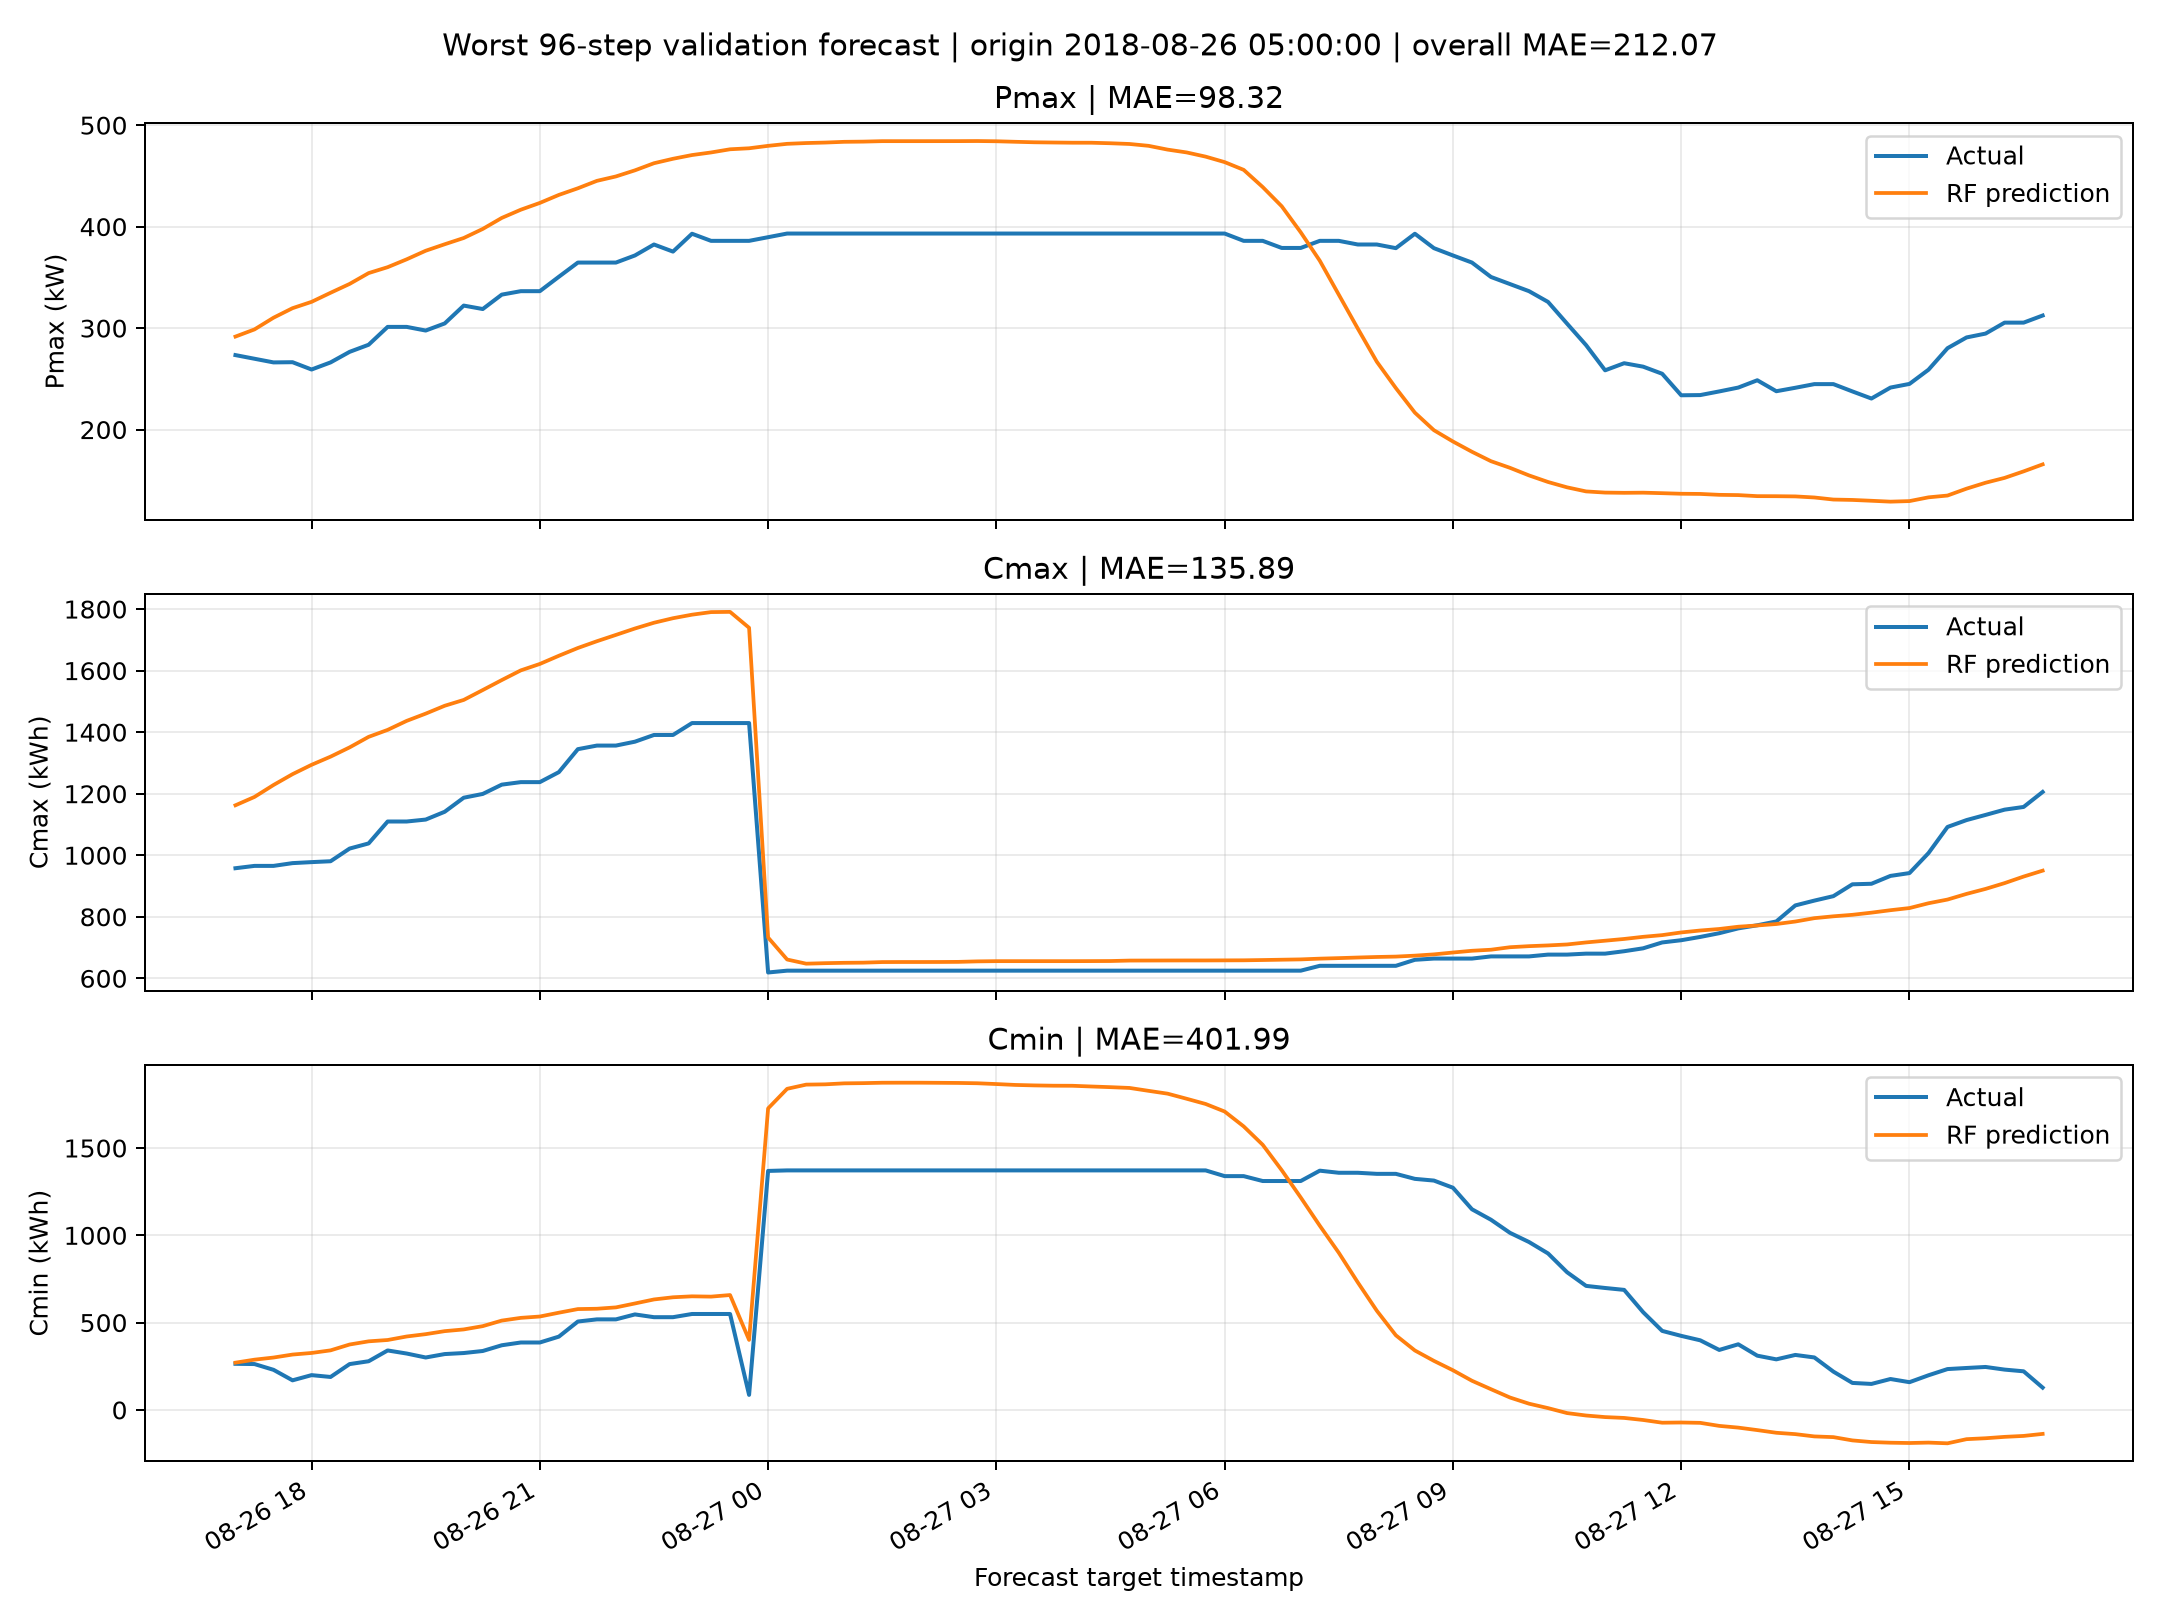 Worst 96-step validation forecast | origin 2018-08-26 05:00:00 | overall MAE=212.07
Pmax | MAE=98.32
500
400
300
200
Pmax (kW)
Actual
RF prediction
Cmax | MAE=135.89
1800
1600
1400
1200
1000
800
600
Cmax (kWh)
Actual
RF prediction
Cmin | MAE=401.99
1500
1000
500
0
Cmin (kWh)
Actual
RF prediction
08-26 18
08-26 21
08-27 00
08-27 03
08-27 06
08-27 09
08-27 12
08-27 15
Forecast target timestamp